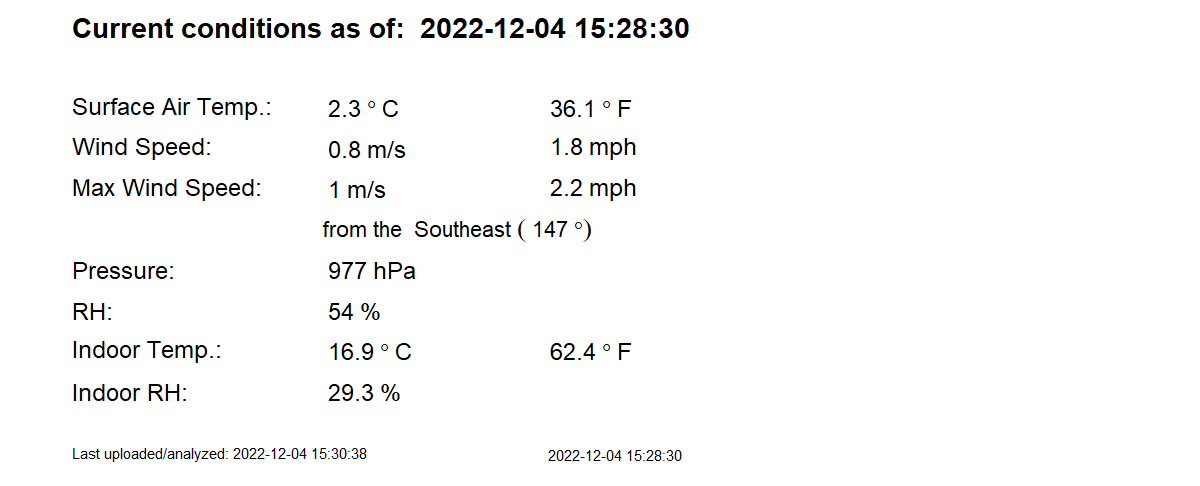 Current conditions as of:  2022-12-04 15:28:30
Surface Air Temp.: 2.3 ° C 36.1 ° F
Wind Speed: 0.8 m/s 1.8 mph
Max Wind Speed: 1 m/s 2.2 mph
from the  Southeast ( 147 °)
Pressure: 977 hPa
RH: 54 %
Indoor Temp.: 16.9 ° C 62.4 ° F
Indoor RH: 29.3 %
Last uploaded/analyzed: 2022-12-04 15:30:38 2022-12-04 15:28:30